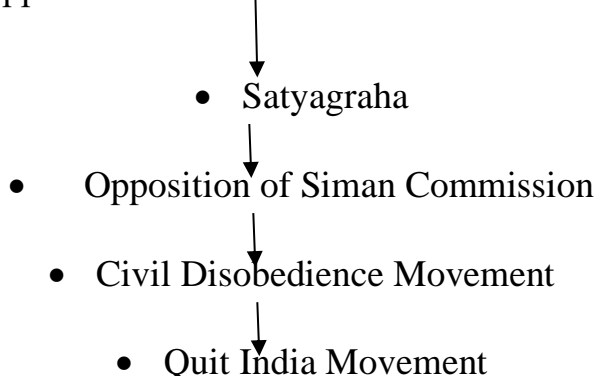 • Satyagraha
• Opposition of Siman Commission
• Civil Disobedience Movement
• Quit India Movement